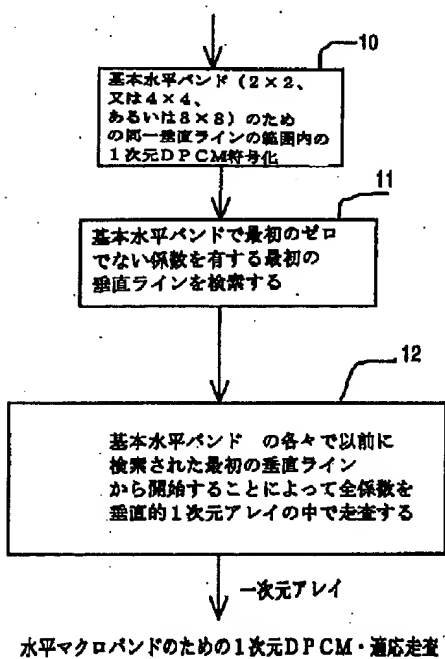 10
基本水平バンド（２×２、
又は４×４、
あるいは８×８）のため
の同一垂直ラインの範囲内の
１次元ＤＰＣＭ符号化
11
基本水平バンドで最初のゼロ
でない係数を有する最初の
垂直ラインを検索する
12
基本水平バンド の各々で以前に
検索された最初の垂直ライン
から開始することによって全係数を
垂直的１次元アレイの中で走査する
一次元アレイ
水平マクロバンドのための１次元ＤＰＣＭ・適応走査